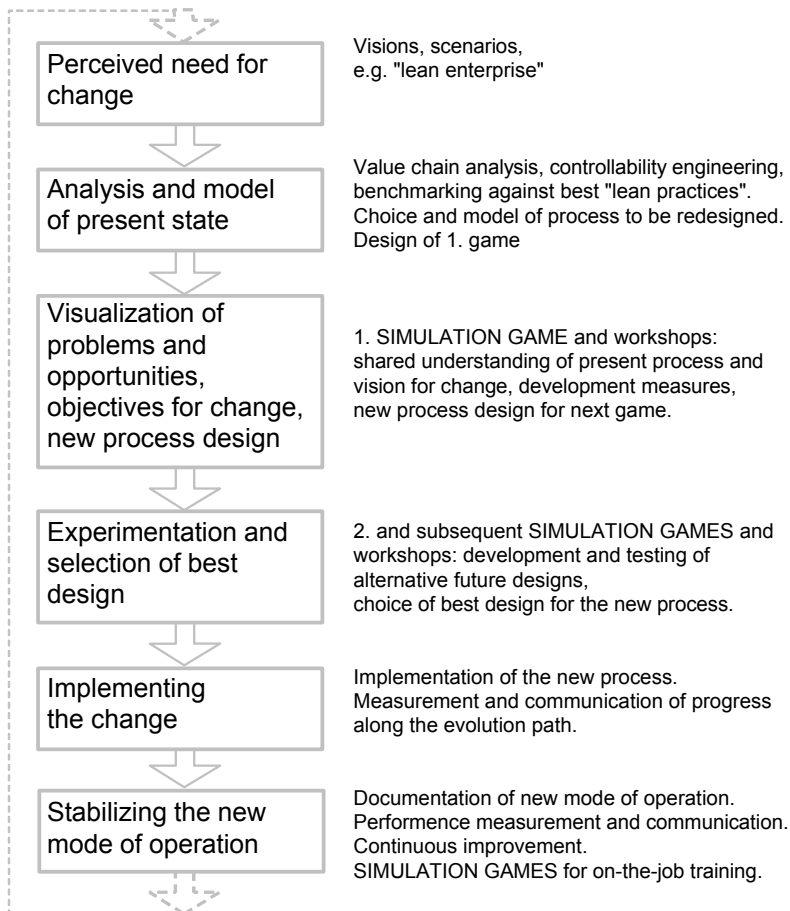 Perceived need for
change
Visions, scenarios,
e.g. "lean enterprise"
Analysis and model
of present state
Value chain analysis, controllability engineering,
benchmarking against best "lean practices".
Choice and model of process to be redesigned.
Design of 1. game
Visualization of
problems and
opportunities,
objectives for change,
new process design
1. SIMULATION GAME and workshops:
shared understanding of present process and
vision for change, development measures,
new process design for next game.
Experimentation and
selection of best
design
2. and subsequent SIMULATION GAMES and
workshops: development and testing of
alternative future designs,
choice of best design for the new process.
Implementing
the change
Implementation of the new process.
Measurement and communication of progress
along the evolution path.
Stabilizing the new
mode of operation
Documentation of new mode of operation.
Performence measurement and communication.
Continuous improvement.
SIMULATION GAMES for on-the-job training.